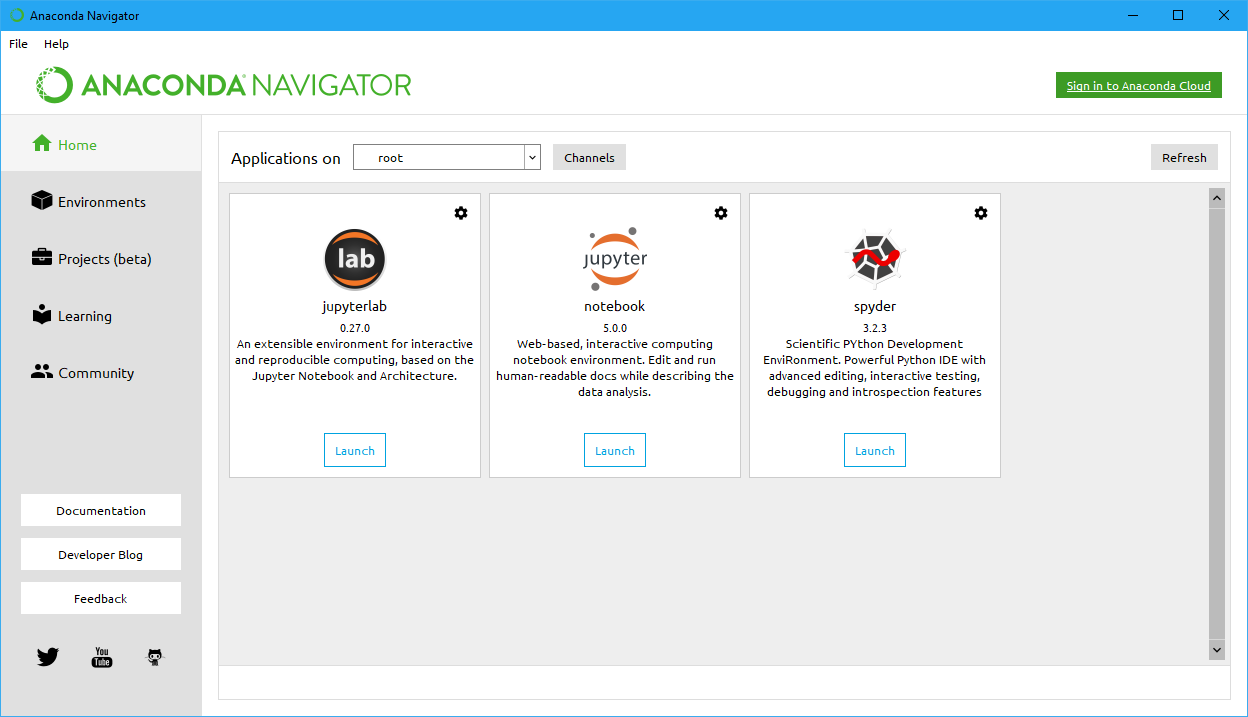 Anaconda Navigator
File Help
ANACONDA NAVIGATOR
Sign in to Anaconda Cloud
Home
Environments
Projects (beta)
Learning
Community
Documentation
Developer Blog
Feedback
You
Tube
Applications on root Channels Refresh
lab
jupyterlab
0.27.0
An extensible environment for interactive
and reproducible computing, based on the
Jupyter Notebook and Architecture.
Launch
jupyter
notebook
5.0.0
Web-based, interactive computing
notebook environment. Edit and run
human-readable docs while describing the
data analysis.
Launch
spyder
3.2.3
Scientific PYthon Development
EnviRonment. Powerful Python IDE with
advanced editing, interactive testing,
debugging and introspection features
Launch